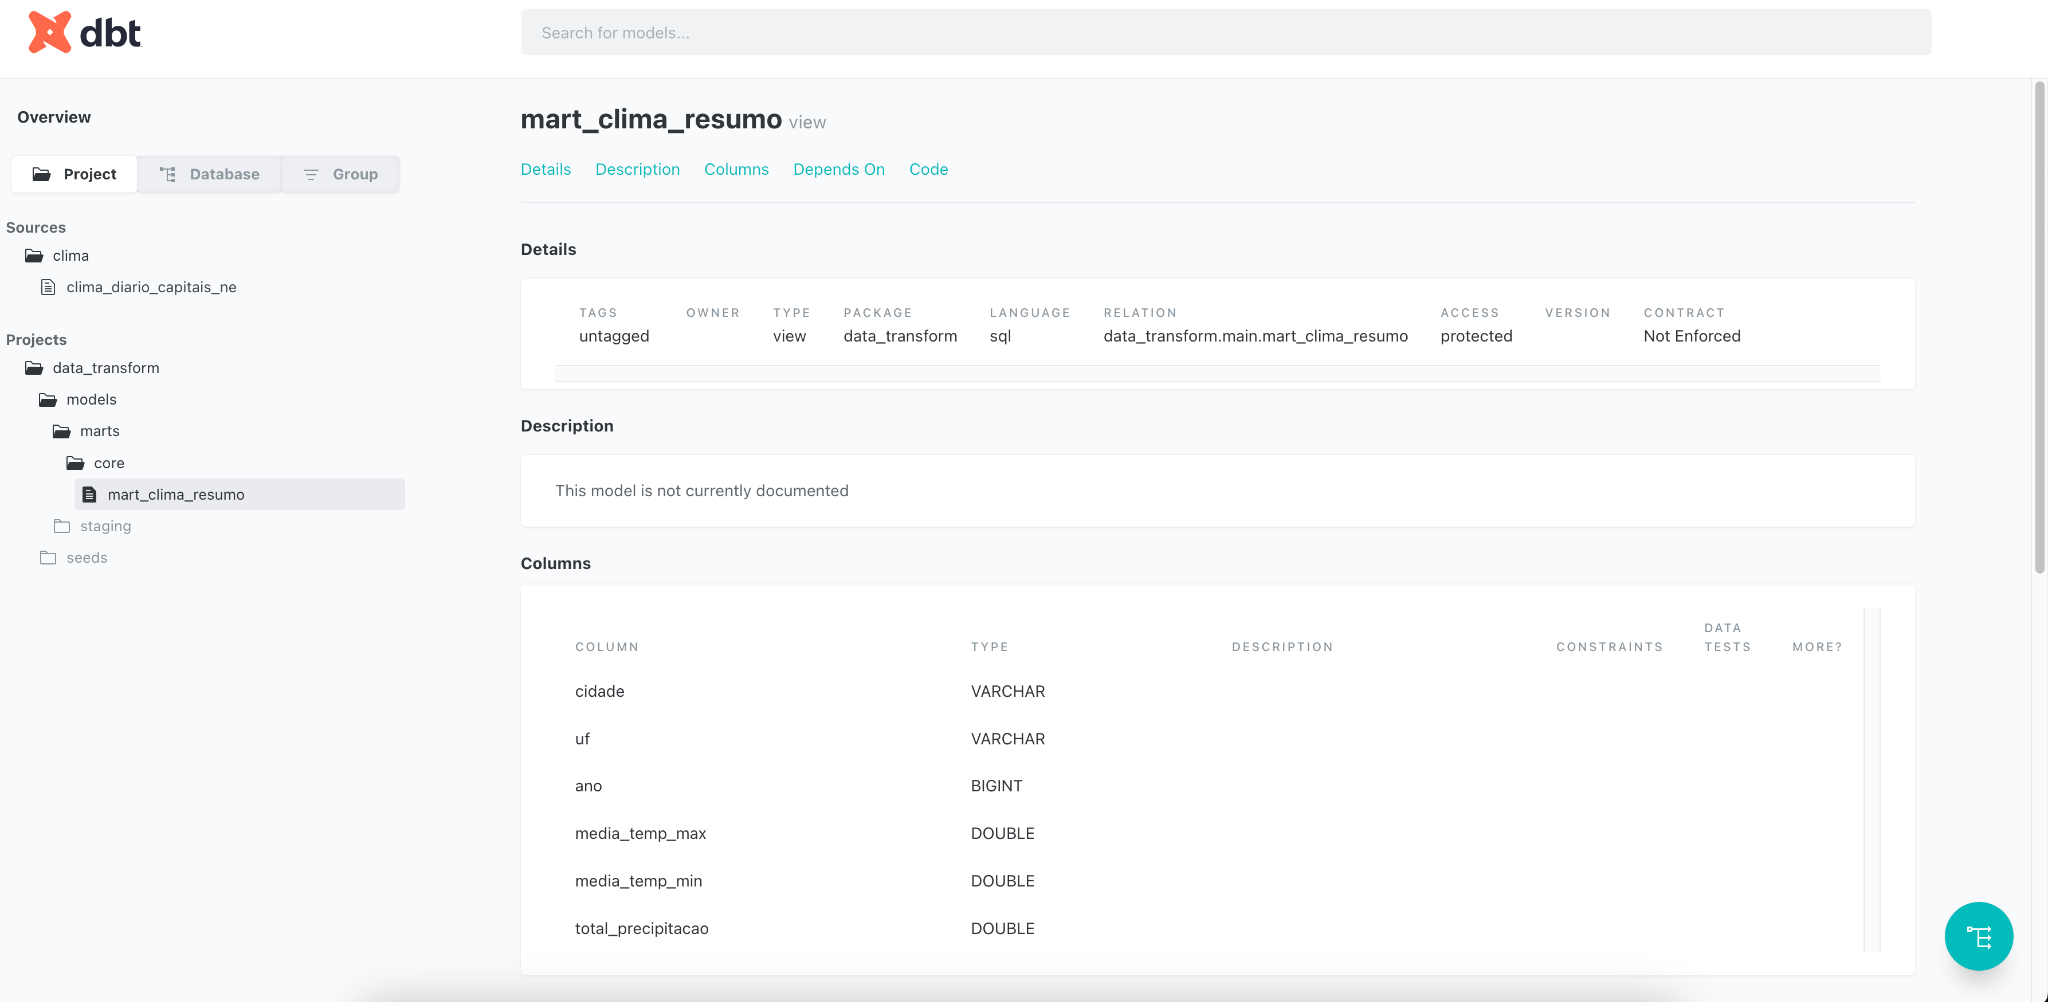 dbt
Search for models...
Overview
Project Database Group
Sources
clima
clima_diario_capitais_ne
Projects
data_transform
models
marts
core
mart_clima_resumo
staging
seeds
mart_clima_resumo view
Details Description Columns Depends On Code
Details
TAGS OWNER TYPE PACKAGE LANGUAGE RELATION ACCESS VERSION CONTRACT
untagged view data_transform sql data_transform.main.mart_clima_resumo protected Not Enforced
Description
This model is not currently documented
Columns
COLUMN TYPE DESCRIPTION CONSTRAINTS DATA TESTS MORE?
cidade VARCHAR
uf VARCHAR
ano BIGINT
media_temp_max DOUBLE
media_temp_min DOUBLE
total_precipitacao DOUBLE